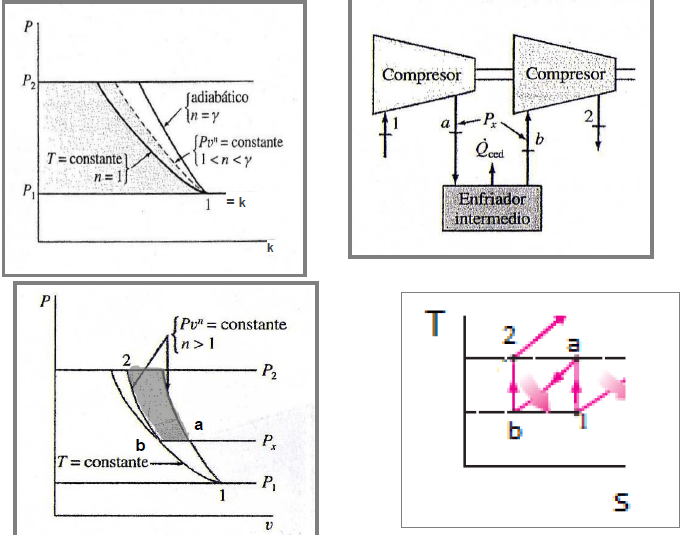 P
P₂
adiabático
n = γ
Pvⁿ = constante
1 < n < γ
T = constante
n = 1
P₁
1 = k
k
Compresor
Compresor
1
a
Pₓ
b
2
Q̇ced
Enfriador
intermedio
P
Pvⁿ = constante
n > 1
2
P₂
a
b
Pₓ
T = constante
P₁
1
v
T
2
a
b
1
s